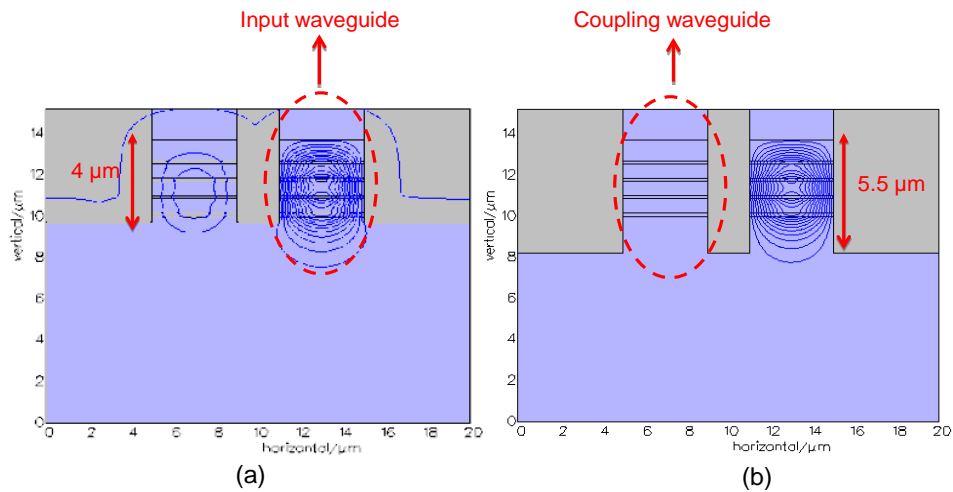 Input waveguide
Coupling waveguide
14
12
10
8
6
4
2
0
vertical/µm
4 µm
0 2 4 6 8 10 12 14 16 18 20
horizontal/µm
(a)
14
12
10
8
6
4
2
0
vertical/µm
5.5 µm
0 2 4 6 8 10 12 14 16 18 20
horizontal/µm
(b)